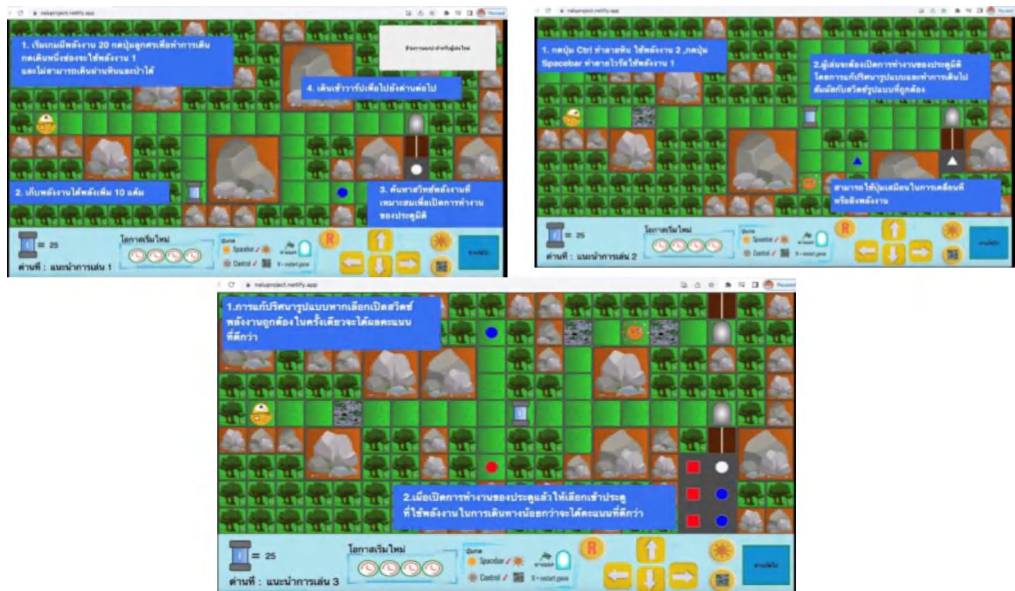 naluproject.netlify.app
1. เริ่มเกมมีพลังงาน 20 กดปุ่มลูกศรเพื่อทำการเดิน
กดเดินหนึ่งช่องจะใช้พลังงาน 1
และไม่สามารถเดินผ่านหินและป่าได้
4. เดินเข้าวาร์ปเพื่อไปยังด่านต่อไป
2. เก็บพลังงานได้พลังเพิ่ม 10 แต้ม
3. ค้นหาสวิทช์พลังงานที่
เหมาะสมเพื่อเปิดการทำงาน
ของประตูมิติ
= 25
โอกาสเริ่มใหม่
Spacebar /
Control /
R
R = restart game
ด่านที่ : แนะนำการเล่น 1
naluproject.netlify.app
1. กดปุ่ม Ctrl ทำลายหิน ใช้พลังงาน 2 ,กดปุ่ม
Spacebar ทำลายไวรัสใช้พลังงาน 1
2.ผู้เล่นจะต้องเปิดการทำงานของประตูมิติ
โดยการแก้ปริศนารูปแบบและทำการเดินไป
สัมผัสกับสวิตช์รูปแบบที่ถูกต้อง
สามารถใช้ปุ่มเสมือนในการเคลื่อนที่
หรือยิงพลังงาน
= 25
โอกาสเริ่มใหม่
Spacebar /
Control /
R
R = restart game
ด่านที่ : แนะนำการเล่น 2
naluproject.netlify.app
1.การแก้ปริศนารูปแบบหากเลือกเปิดสวิตช์
พลังงานถูกต้องในครั้งเดียวจะได้ผลคะแนน
ที่ดีกว่า
2.เมื่อเปิดการทำงานของประตูแล้วให้เลือกเข้าประตู
ที่ใช้พลังงานในการเดินทางน้อยกว่าจะได้คะแนนที่ดีกว่า
= 25
โอกาสเริ่มใหม่
Spacebar /
Control /
R
R = restart game
ด่านที่ : แนะนำการเล่น 3